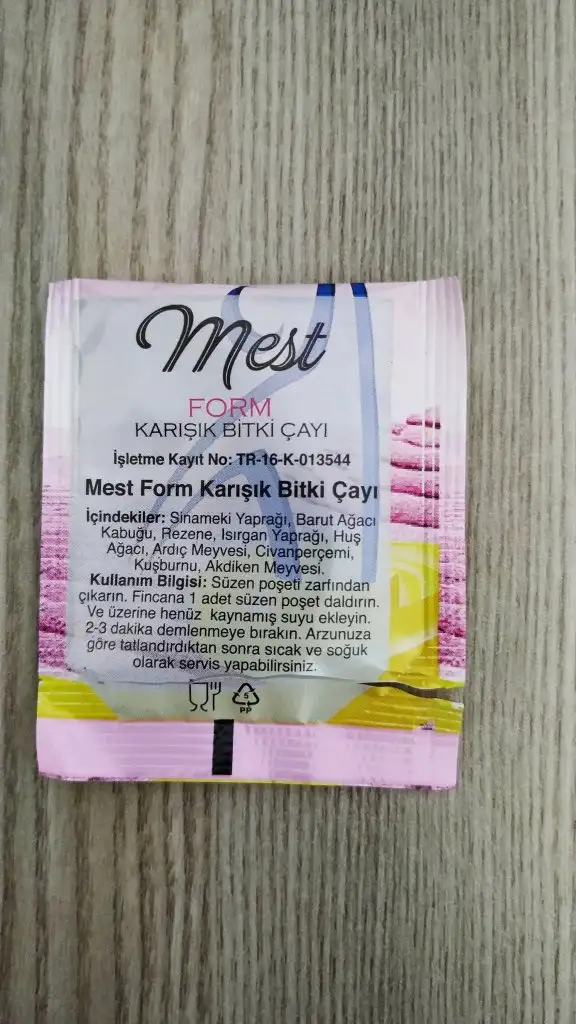 Mest
FORM
KARIŞIK BİTKİ ÇAYI
İşletme Kayıt No: TR-16-K-013544
Mest Form Karışık Bitki Çayı
İçindekiler: Sinameki Yaprağı, Barut Ağacı
Kabuğu, Rezene, Isırgan Yaprağı, Huş
Ağacı, Ardıç Meyvesi, Civanperçemi,
Kuşburnu, Akdiken Meyvesi.
Kullanım Bilgisi: Süzen poşeti zarfından
çıkarın. Fincana 1 adet süzen poşet daldırın.
Ve üzerine henüz kaynamış suyu ekleyin.
2-3 dakika demlenmeye bırakın. Arzunuza
göre tatlandırdıktan sonra sıcak ve soğuk
olarak servis yapabilirsiniz.
5
PP